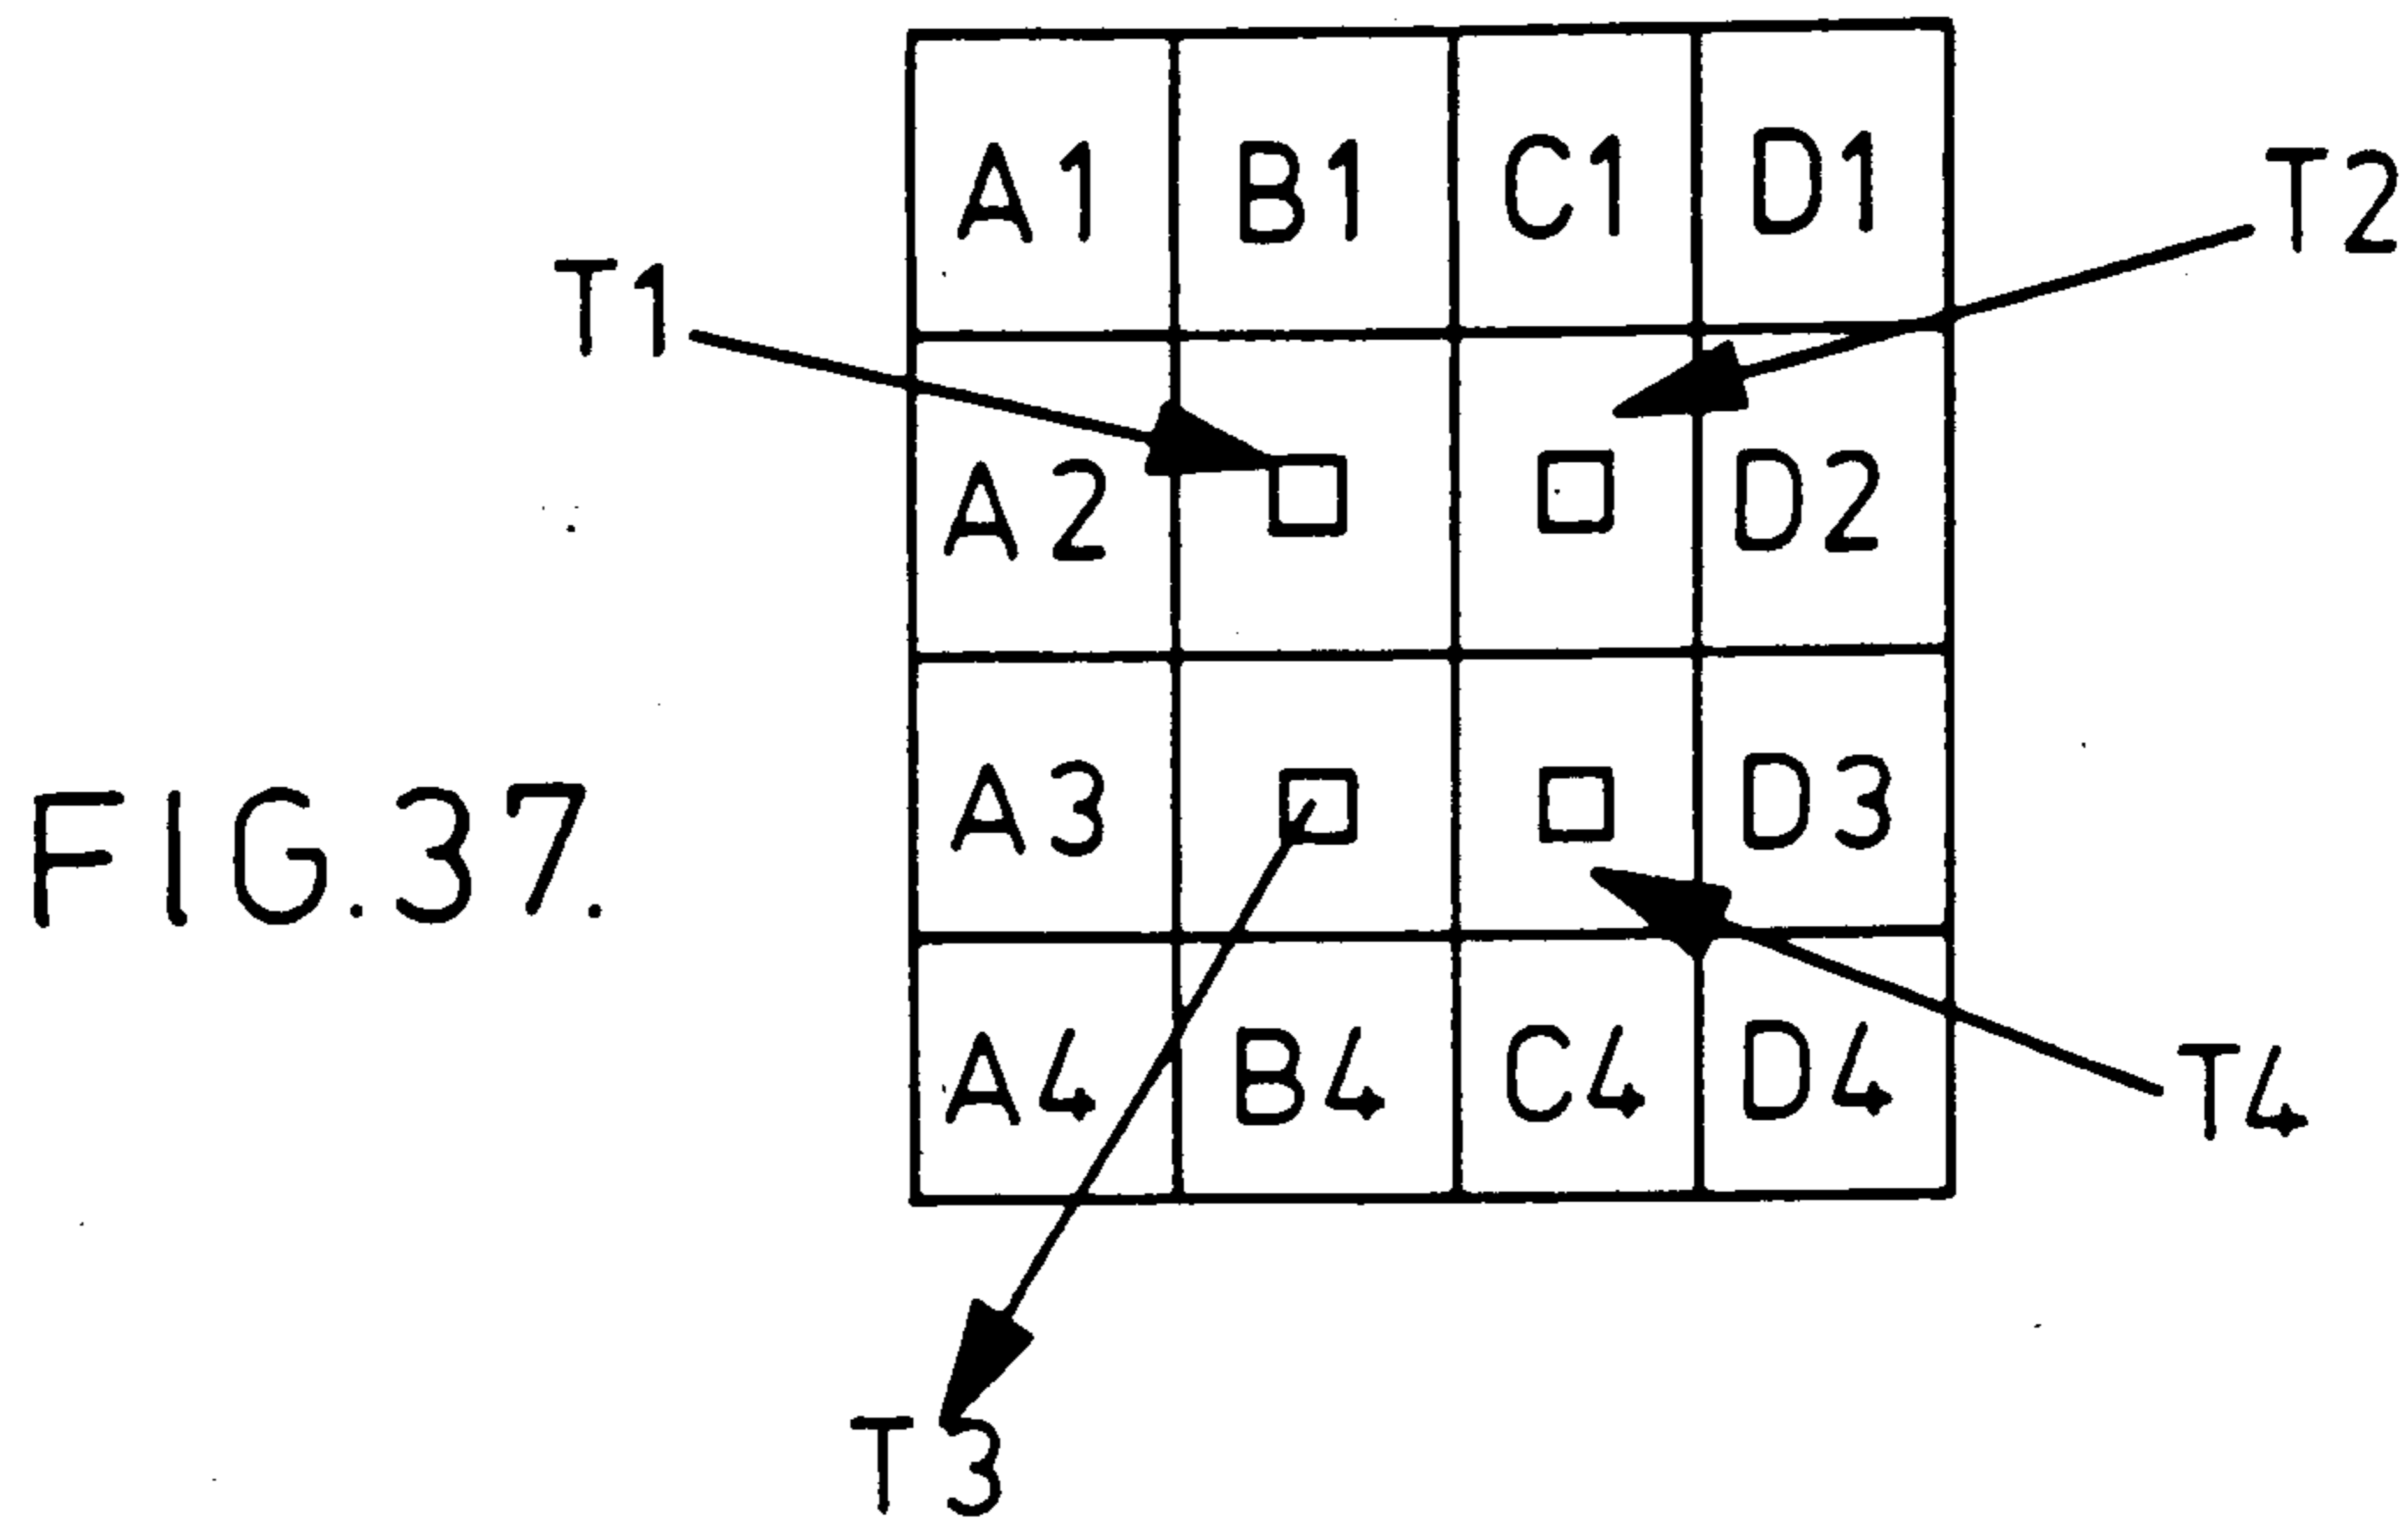 A1 B1 C1 D1
T2
T1
A2 D2
A3 D3
FIG.37.
A4 B4 C4 D4
T4
T3